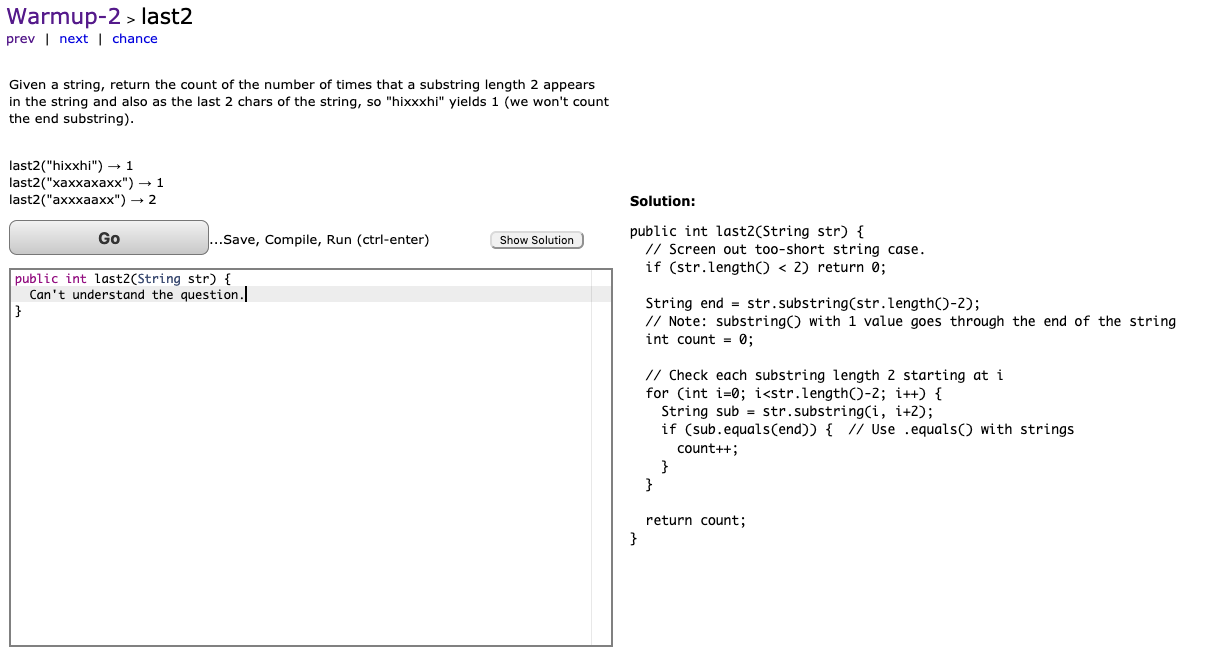 Warmup-2 > last2
prev | next | chance
Given a string, return the count of the number of times that a substring length 2 appears
in the string and also as the last 2 chars of the string, so "hixxxhi" yields 1 (we won't count
the end substring).
last2("hixxhi") → 1
last2("xaxxaxaxx") → 1
last2("axxxaaxx") → 2
Go ...Save, Compile, Run (ctrl-enter) Show Solution
public int last2(String str) {
  Can't understand the question.
}
Solution:
public int last2(String str) {
  // Screen out too-short string case.
  if (str.length() < 2) return 0;
  String end = str.substring(str.length()-2);
  // Note: substring() with 1 value goes through the end of the string
  int count = 0;
  // Check each substring length 2 starting at i
  for (int i=0; i<str.length()-2; i++) {
    String sub = str.substring(i, i+2);
    if (sub.equals(end)) {  // Use .equals() with strings
      count++;
    }
  }
  return count;
}